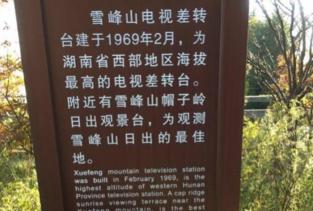 雪峰山电视差转
台建于1969年2月，为
湖南省西部地区海拔
最高的电视差转台。
附近有雪峰山帽子岭
日出观景台，为观测
雪峰山日出的最佳
地。
Xuefeng mountain television station
was built in February 1969, is
the highest altitude of western Hunan
Province television station. A cap ridge
sunrise viewing terrace near the
mountain, is the best